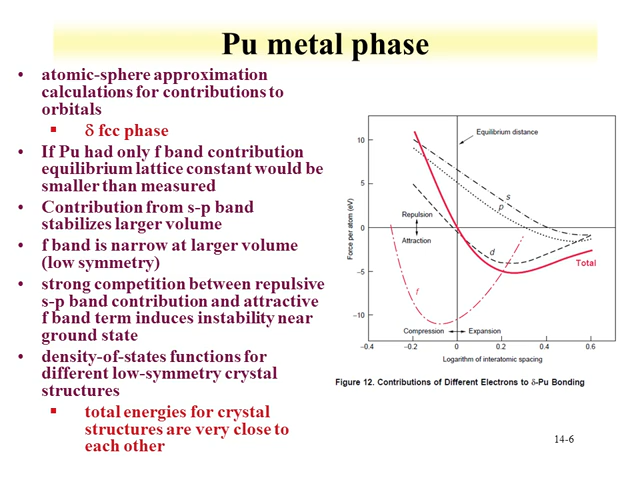 Pu metal phase
• atomic-sphere approximation
calculations for contributions to
orbitals
▪ δ fcc phase
• If Pu had only f band contribution
equilibrium lattice constant would be
smaller than measured
• Contribution from s-p band
stabilizes larger volume
• f band is narrow at larger volume
(low symmetry)
• strong competition between repulsive
s-p band contribution and attractive
f band term induces instability near
ground state
• density-of-states functions for
different low-symmetry crystal
structures
▪ total energies for crystal
structures are very close to
each other
Equilibrium distance
10
5
0
−5
−10
Force per atom (eV)
Repulsion
Attraction
s
p
d
f
Total
Compression
Expansion
−0.4
−0.2
0
0.2
0.4
0.6
Logarithm of interatomic spacing
Figure 12. Contributions of Different Electrons to δ-Pu Bonding
14-6